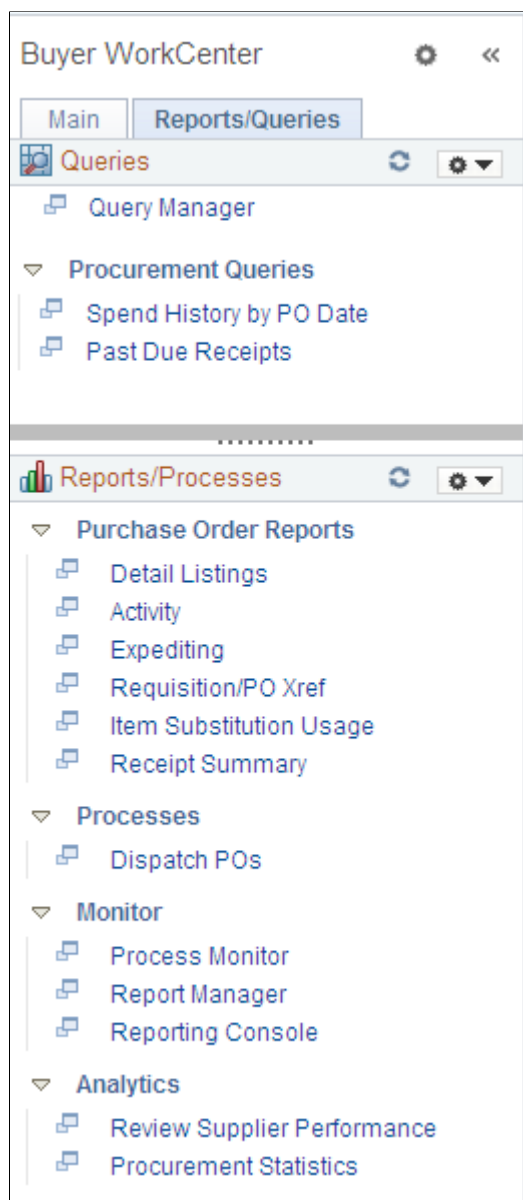 Buyer WorkCenter
Main Reports/Queries
Queries
Query Manager
Procurement Queries
Spend History by PO Date
Past Due Receipts
Reports/Processes
Purchase Order Reports
Detail Listings
Activity
Expediting
Requisition/PO Xref
Item Substitution Usage
Receipt Summary
Processes
Dispatch POs
Monitor
Process Monitor
Report Manager
Reporting Console
Analytics
Review Supplier Performance
Procurement Statistics